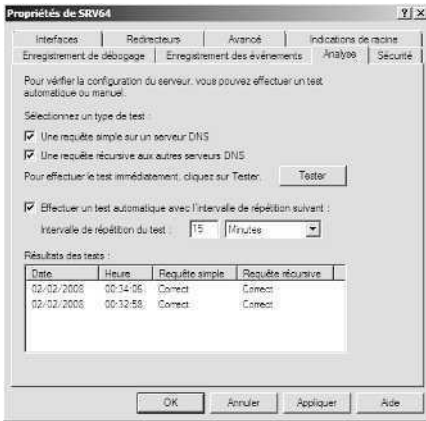 Propriétés de SRV64
Interfaces Redirecteurs Avancé Indications de racine
Enregistrement de débogage Enregistrement des événements Analyse Sécurité
Pour vérifier la configuration du serveur, vous pouvez effectuer un test
automatique ou manuel.
Sélectionnez un type de test :
Une requête simple sur un serveur DNS
Une requête récursive aux autres serveurs DNS
Pour effectuer le test immédiatement, cliquez sur Tester. Tester
Effectuer un test automatique avec l'intervalle de répétition suivant :
Intervalle de répétition du test : 15 Minutes
Résultats des tests :
Date Heure Requête simple Requête récursive
02/02/2008 00:34:06 Correct Correct
02/02/2008 00:32:58 Correct Correct
OK Annuler Appliquer Aide